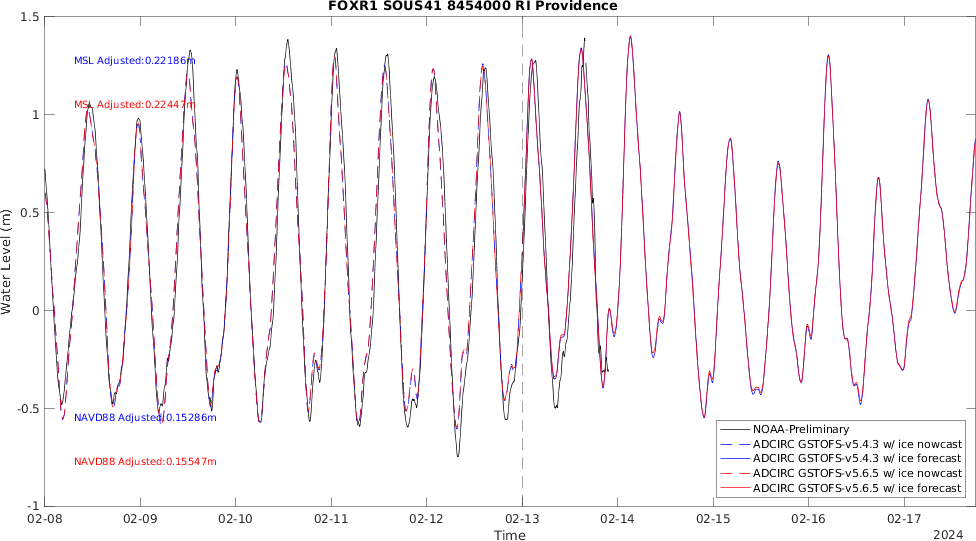 FOXR1 SOUS41 8454000 RI Providence
1.5
1
0.5
0
-0.5
-1
Water Level (m)
MSL Adjusted:0.22186m
MSL Adjusted:0.22447m
NAVD88 Adjusted:0.15286m
NAVD88 Adjusted:0.15547m
NOAA-Preliminary
ADCIRC GSTOFS-v5.4.3 w/ ice nowcast
ADCIRC GSTOFS-v5.4.3 w/ ice forecast
ADCIRC GSTOFS-v5.6.5 w/ ice nowcast
ADCIRC GSTOFS-v5.6.5 w/ ice forecast
02-08 02-09 02-10 02-11 02-12 02-13 02-14 02-15 02-16 02-17
Time
2024